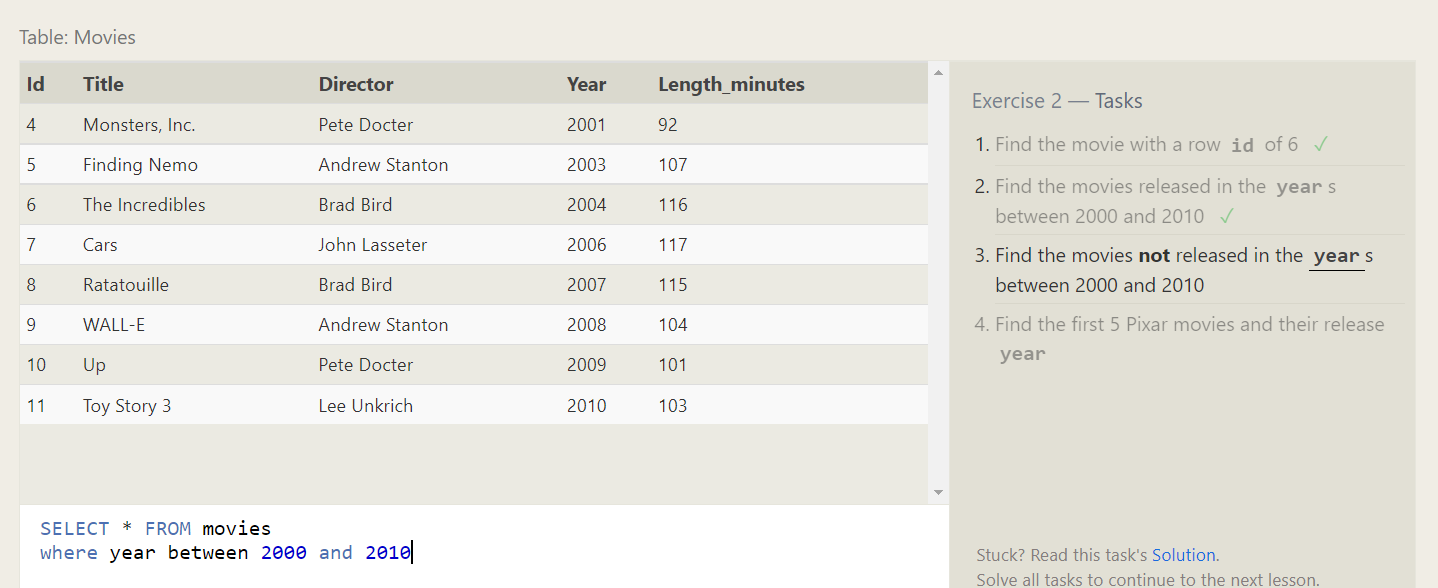 Table: Movies
Id Title Director Year Length_minutes
4 Monsters, Inc. Pete Docter 2001 92
5 Finding Nemo Andrew Stanton 2003 107
6 The Incredibles Brad Bird 2004 116
7 Cars John Lasseter 2006 117
8 Ratatouille Brad Bird 2007 115
9 WALL-E Andrew Stanton 2008 104
10 Up Pete Docter 2009 101
11 Toy Story 3 Lee Unkrich 2010 103
SELECT * FROM movies
where year between 2000 and 2010
Exercise 2 — Tasks
1. Find the movie with a row id of 6 ✓
2. Find the movies released in the year s
between 2000 and 2010 ✓
3. Find the movies not released in the year s
between 2000 and 2010
4. Find the first 5 Pixar movies and their release
year
Stuck? Read this task's Solution.
Solve all tasks to continue to the next lesson.